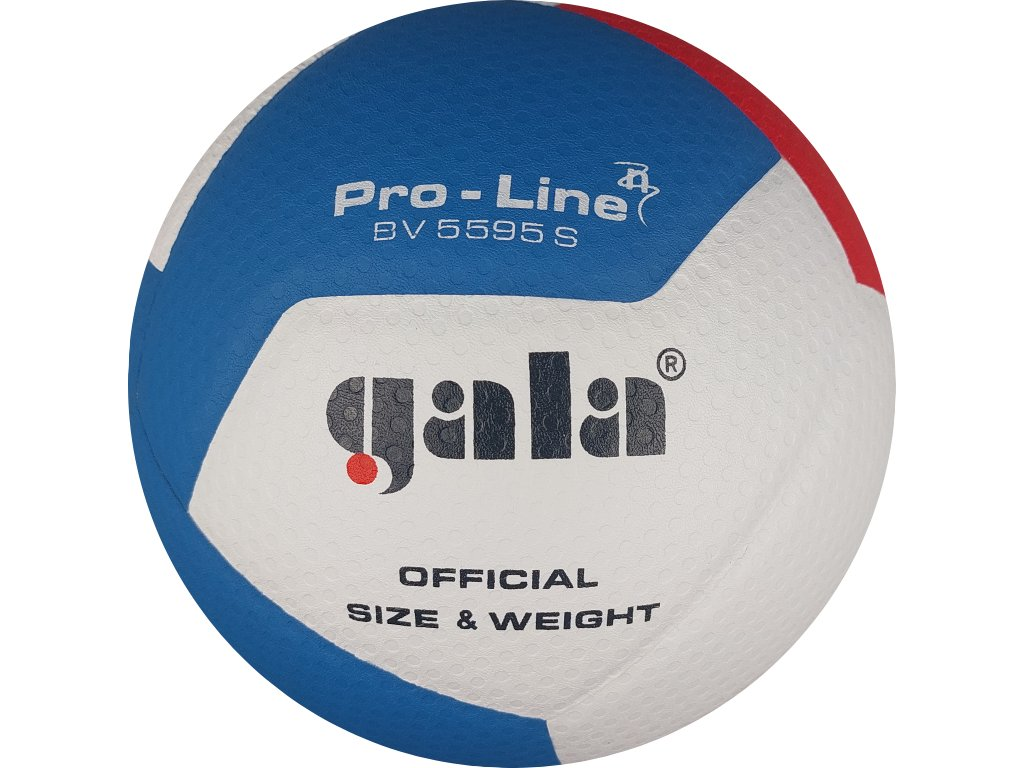 Pro-Line
BV 5595 S
gala®
OFFICIAL
SIZE & WEIGHT